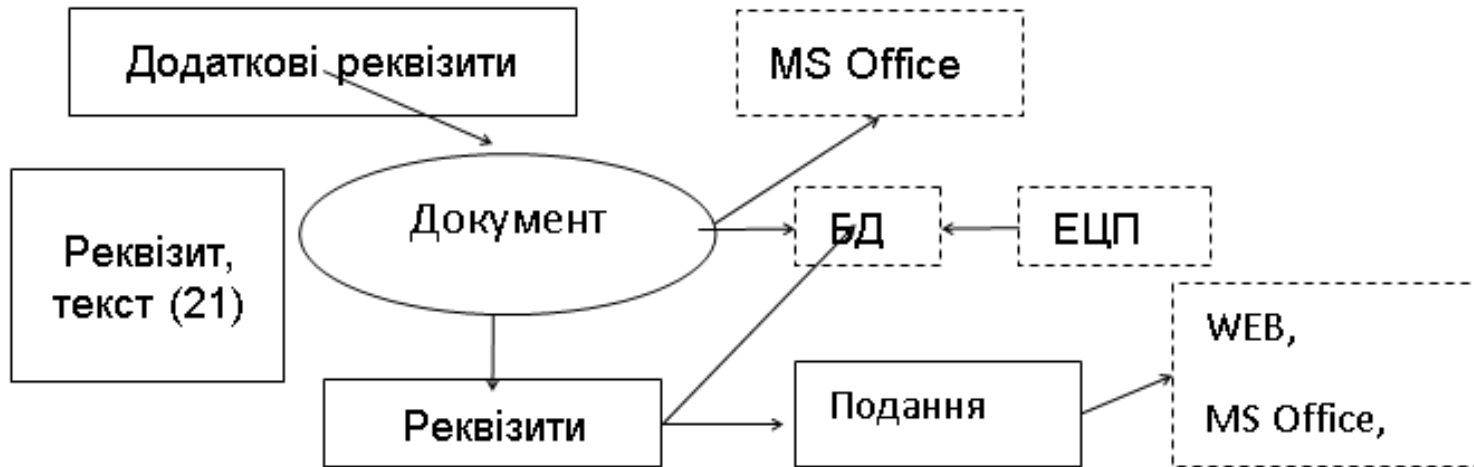 Додаткові реквізити
MS Office
Реквізит,
текст (21)
Документ
БД
ЕЦП
WEB,
MS Office,
Реквізити
Подання